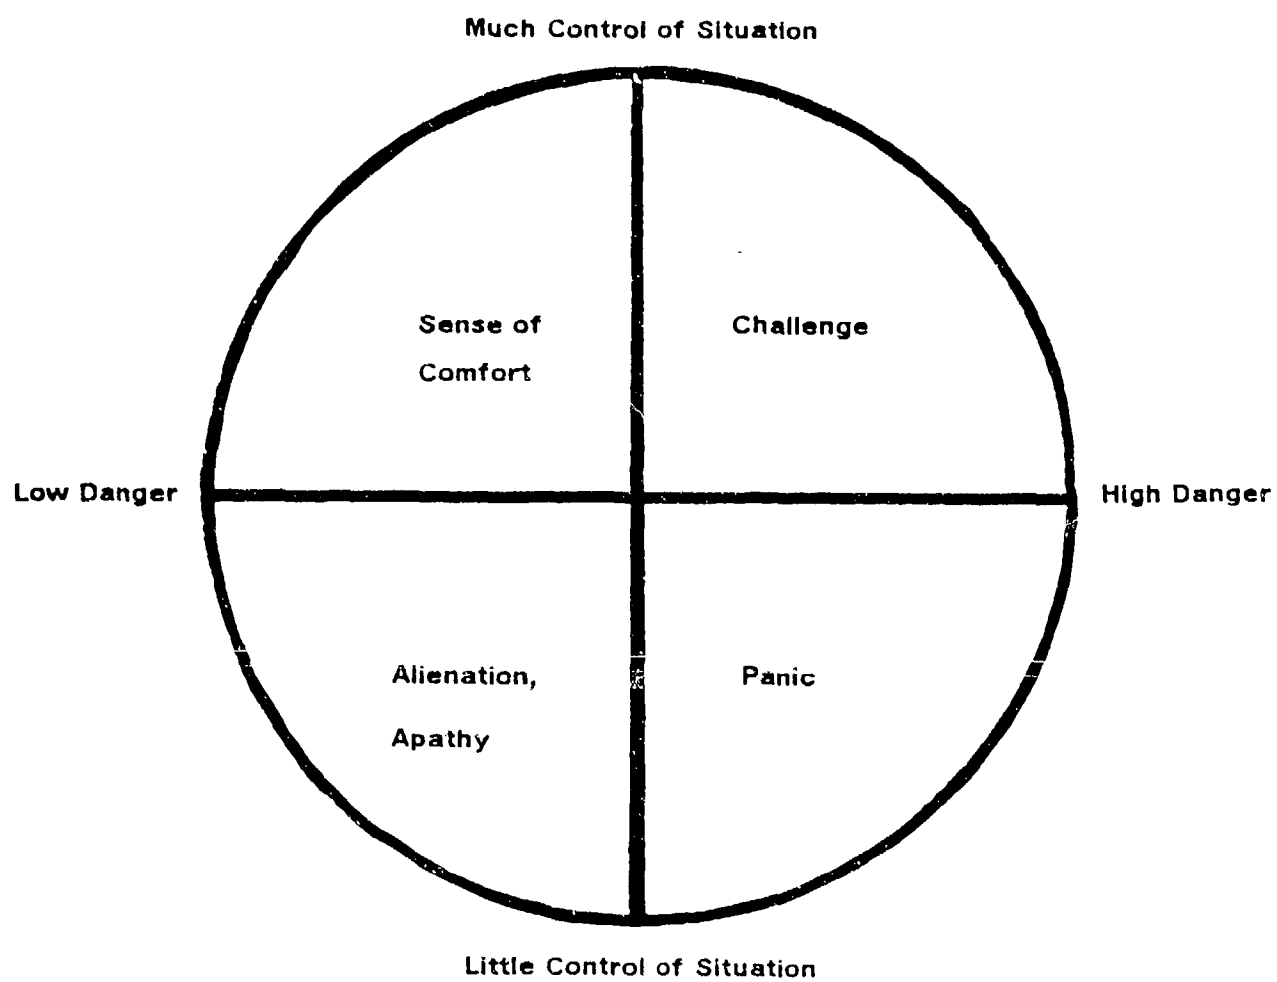 Much Control of Situation
Sense of
Comfort
Challenge
Low Danger
High Danger
Alienation,
Apathy
Panic
Little Control of Situation